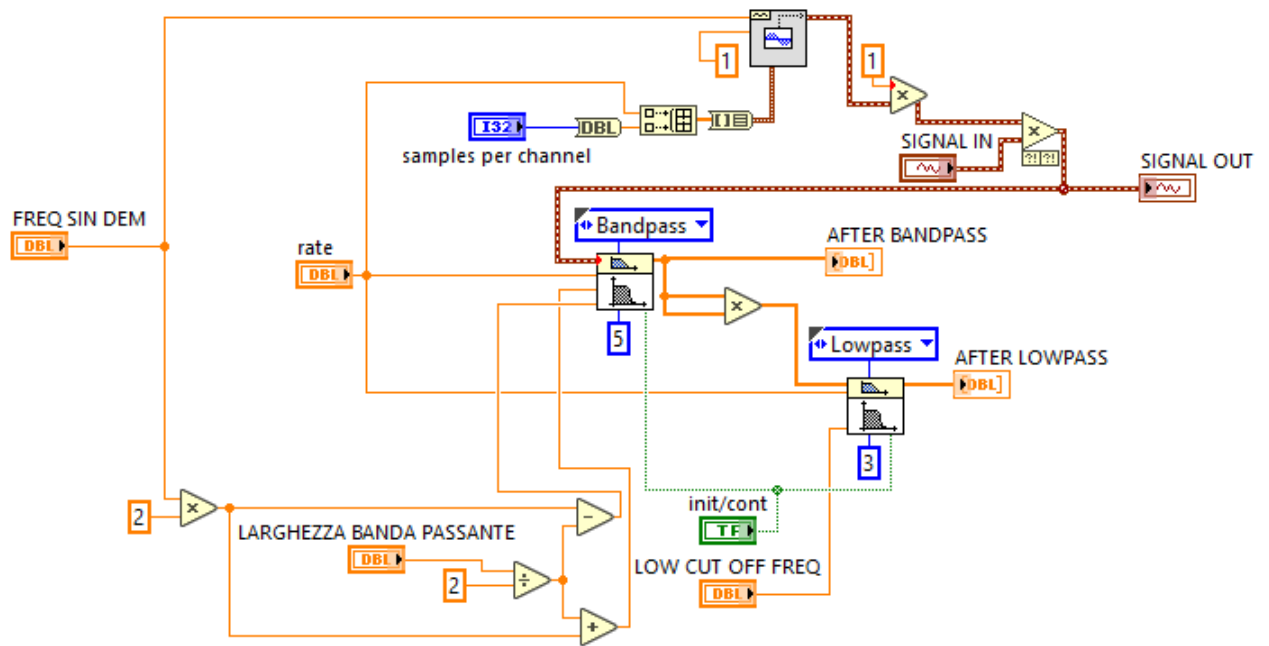 1
1
I32
DBL
samples per channel
SIGNAL IN
SIGNAL OUT
FREQ SIN DEM
DBL
rate
DBL
Bandpass
AFTER BANDPASS
DBL]
5
Lowpass
AFTER LOWPASS
DBL]
3
2
init/cont
TF
LARGHEZZA BANDA PASSANTE
DBL
2
LOW CUT OFF FREQ
DBL